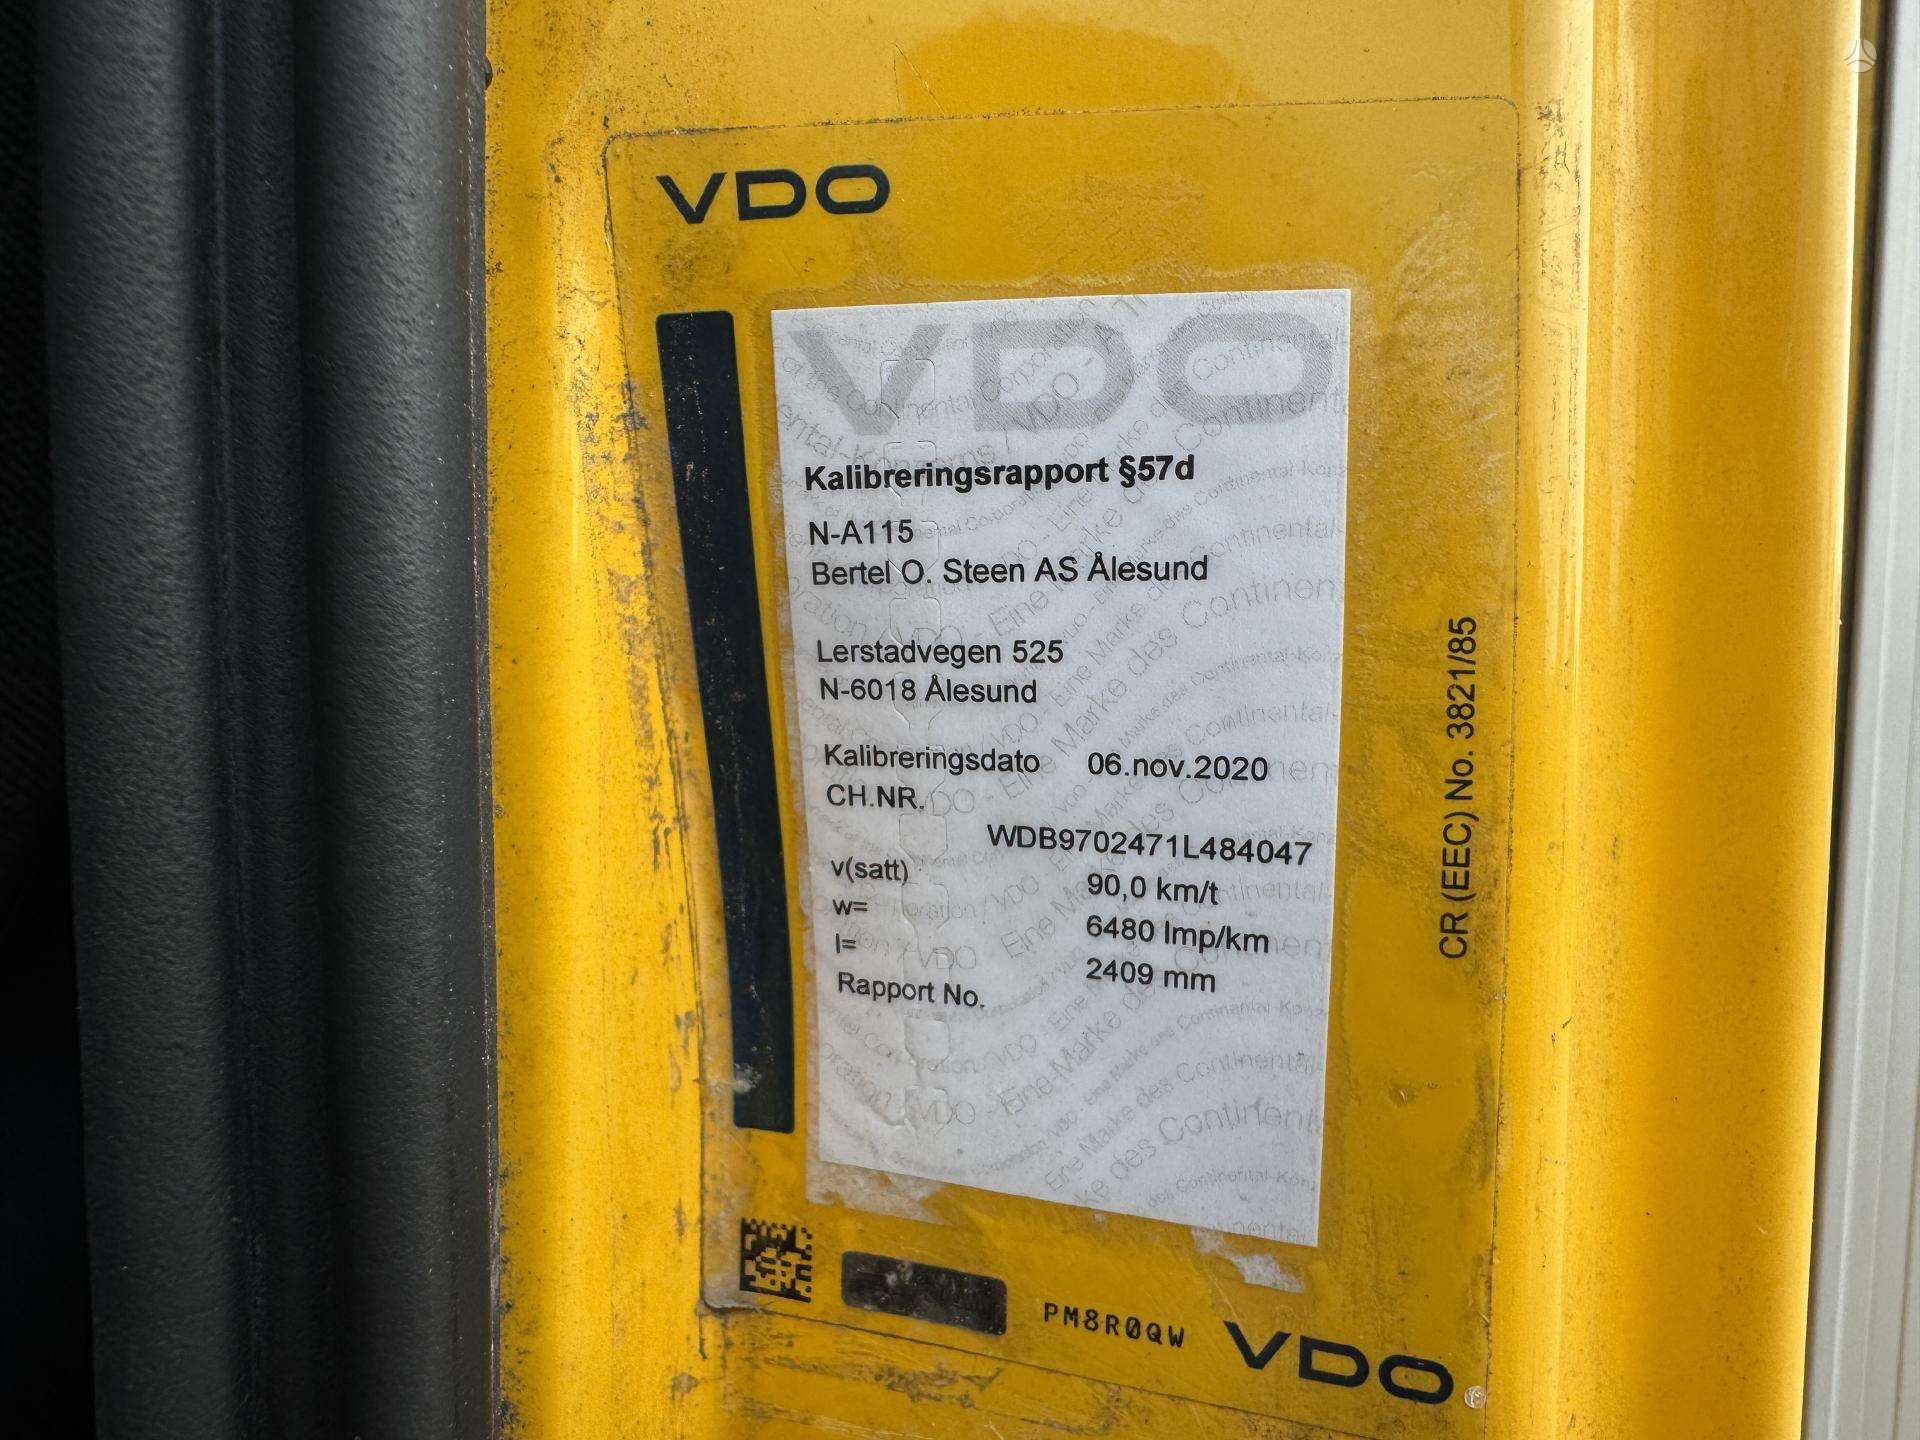 VDO
VDO
Kalibreringsrapport §57d
N-A115
Bertel O. Steen AS Ålesund
Lerstadvegen 525
N-6018 Ålesund
Kalibreringsdato 06.nov.2020
CH.NR.
WDB9702471L484047
v(satt) 90,0 km/t
w= 6480 Imp/km
l= 2409 mm
Rapport No.
CR (EEC) No. 3821/85
PM8R0QW
VDO